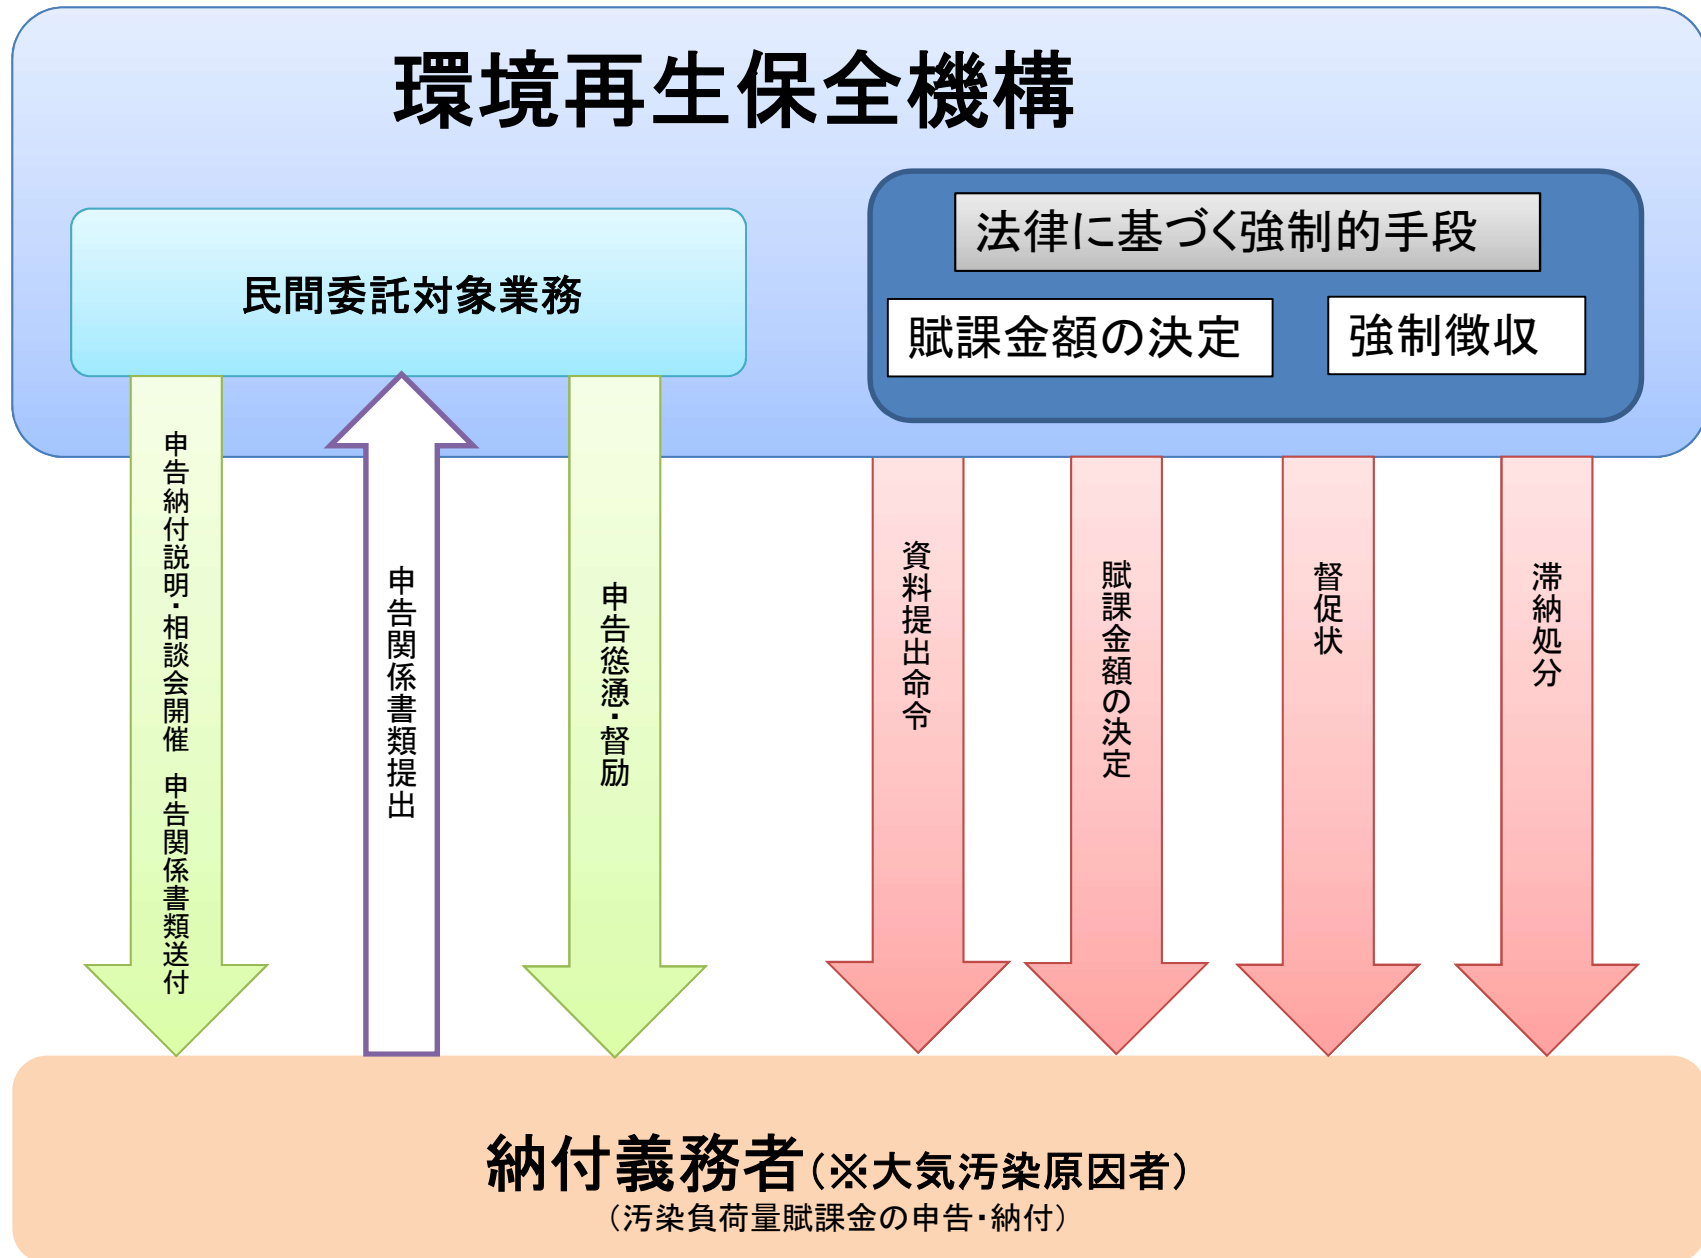 環境再生保全機構
民間委託対象業務
法律に基づく強制的手段
賦課金額の決定
強制徴収
申告納付説明・相談会開催 申告関係書類送付
申告関係書類提出
申告慫慂・督励
資料提出命令
賦課金額の決定
督促状
滞納処分
納付義務者(※大気汚染原因者)
(汚染負荷量賦課金の申告・納付)